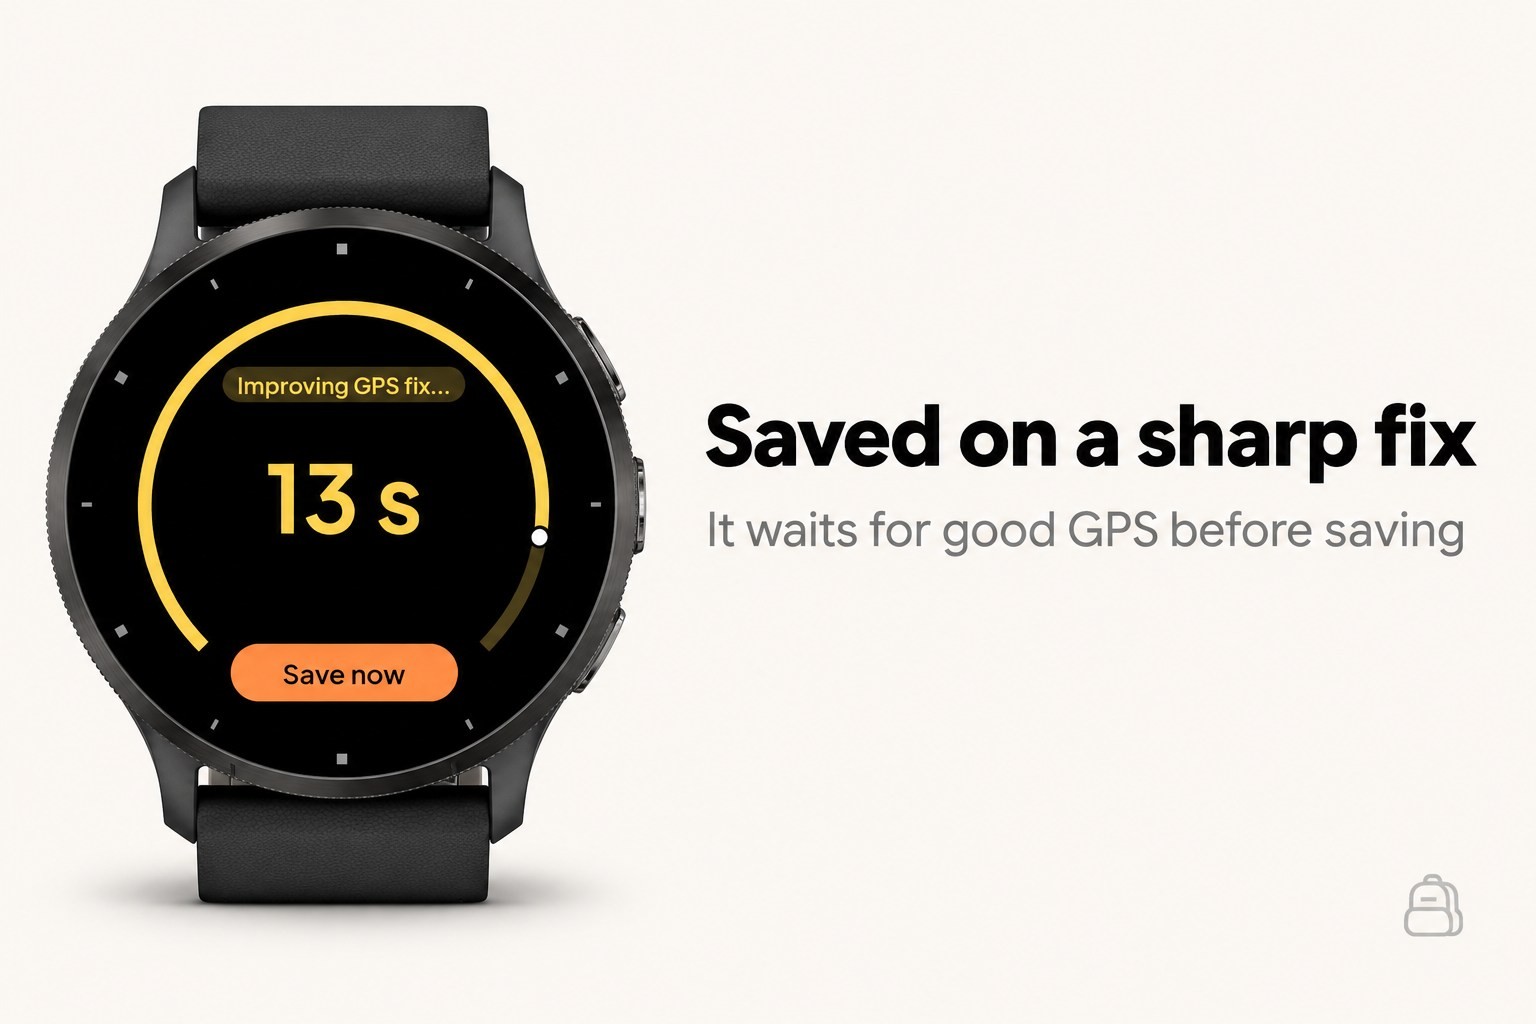 Improving GPS fix...
13 s
Save now
Saved on a sharp fix
It waits for good GPS before saving